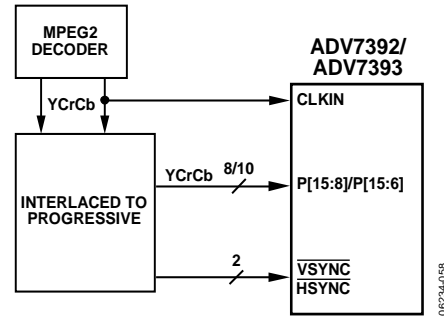 MPEG2
DECODER
YCrCb
INTERLACED TO
PROGRESSIVE
YCrCb
8/10
2
ADV7392/
ADV7393
CLKIN
P[15:8]/P[15:6]
VSYNC
HSYNC
06234-058